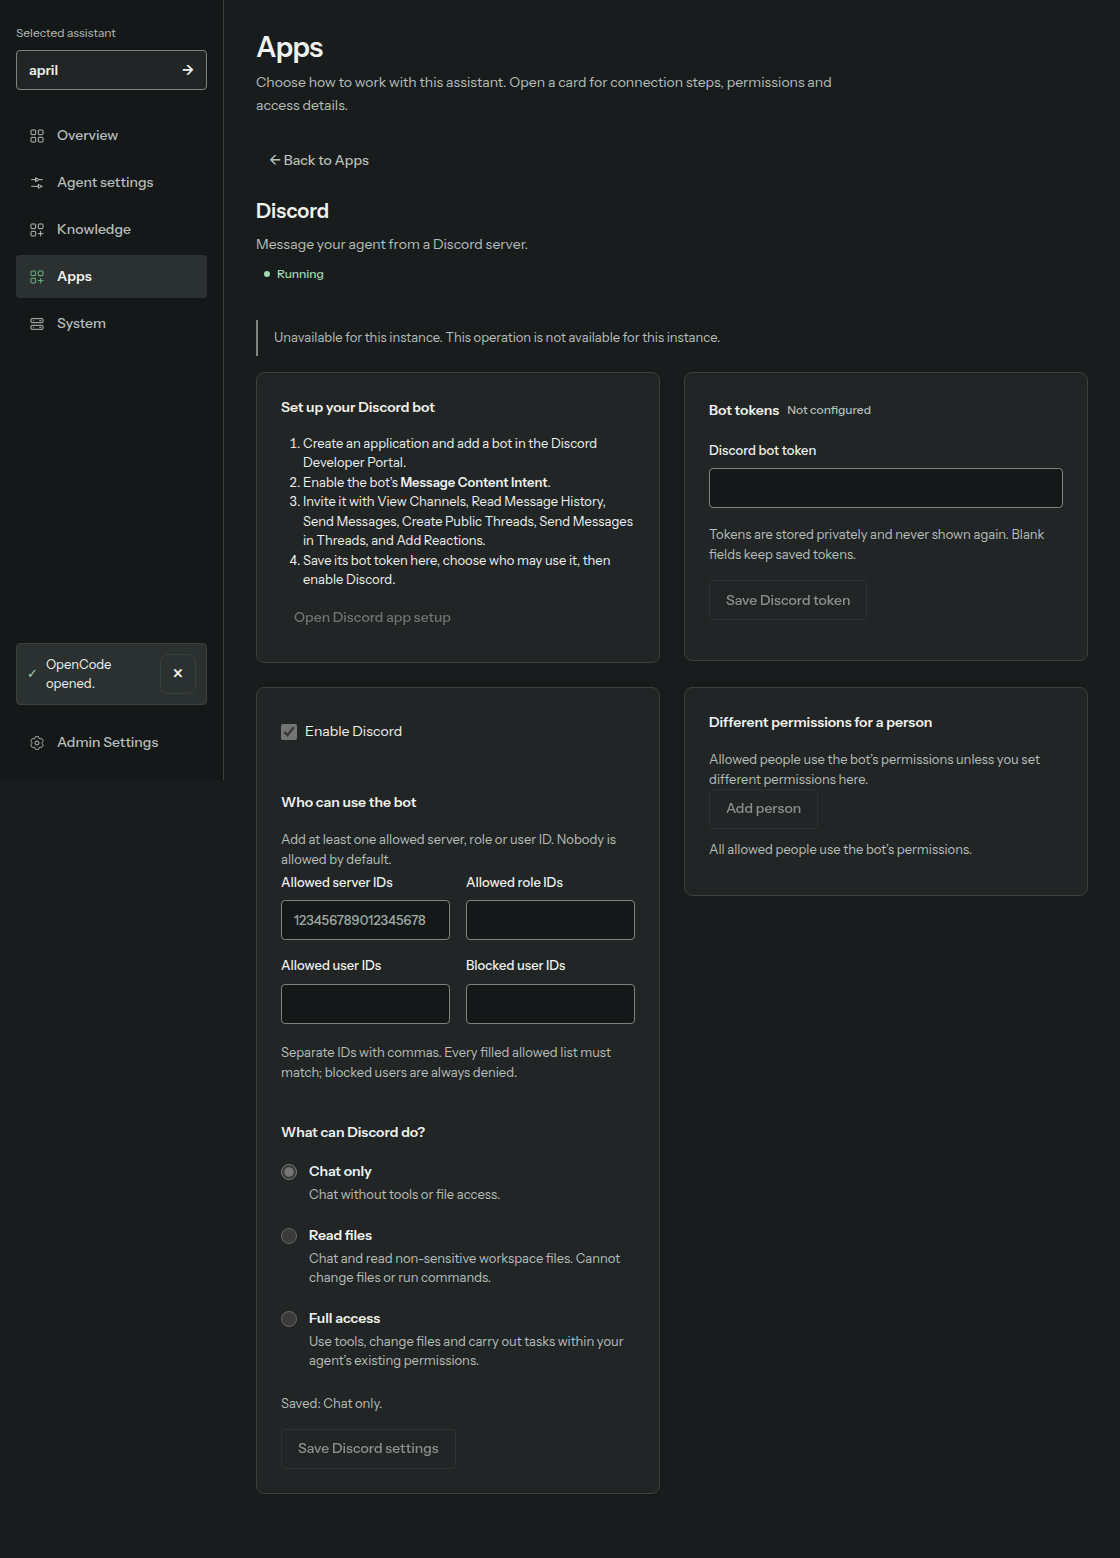 Selected assistant
april
Overview
Agent settings
Knowledge
Apps
System
OpenCode
opened.
Admin Settings
Apps
Choose how to work with this assistant. Open a card for connection steps, permissions and
access details.
← Back to Apps
Discord
Message your agent from a Discord server.
Running
Unavailable for this instance. This operation is not available for this instance.
Set up your Discord bot
1. Create an application and add a bot in the Discord
Developer Portal.
2. Enable the bot's Message Content Intent.
3. Invite it with View Channels, Read Message History,
Send Messages, Create Public Threads, Send Messages
in Threads, and Add Reactions.
4. Save its bot token here, choose who may use it, then
enable Discord.
Open Discord app setup
Bot tokens Not configured
Discord bot token
Tokens are stored privately and never shown again. Blank
fields keep saved tokens.
Save Discord token
Enable Discord
Who can use the bot
Add at least one allowed server, role or user ID. Nobody is
allowed by default.
Allowed server IDs
123456789012345678
Allowed role IDs
Allowed user IDs
Blocked user IDs
Separate IDs with commas. Every filled allowed list must
match; blocked users are always denied.
What can Discord do?
Chat only
Chat without tools or file access.
Read files
Chat and read non-sensitive workspace files. Cannot
change files or run commands.
Full access
Use tools, change files and carry out tasks within your
agent's existing permissions.
Saved: Chat only.
Save Discord settings
Different permissions for a person
Allowed people use the bot's permissions unless you set
different permissions here.
Add person
All allowed people use the bot's permissions.